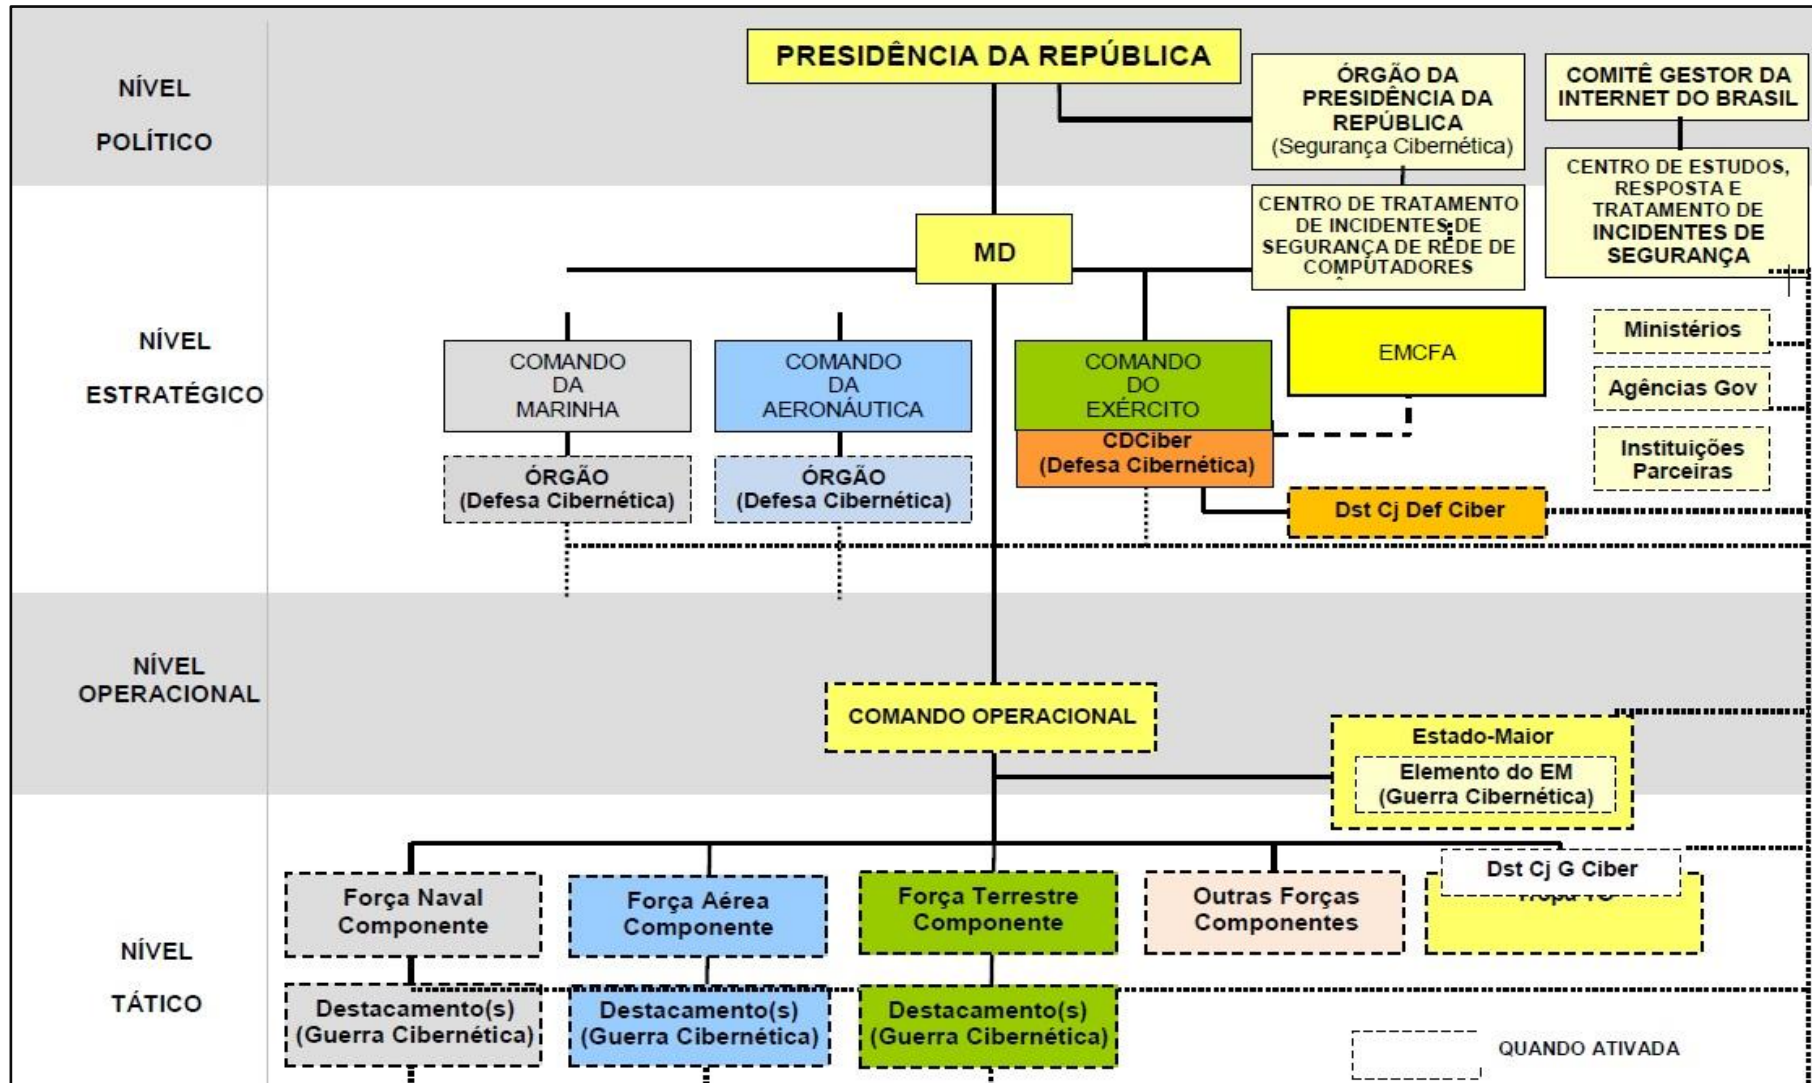 NÍVEL
POLÍTICO
PRESIDÊNCIA DA REPÚBLICA
ÓRGÃO DA
PRESIDÊNCIA DA
REPÚBLICA
(Segurança Cibernética)
COMITÊ GESTOR DA
INTERNET DO BRASIL
CENTRO DE ESTUDOS,
RESPOSTA E
TRATAMENTO DE
INCIDENTES DE
SEGURANÇA
NÍVEL
ESTRATÉGICO
MD
CENTRO DE TRATAMENTO
DE INCIDENTES DE
SEGURANÇA DE REDE DE
COMPUTADORES
COMANDO
DA
MARINHA
ÓRGÃO
(Defesa Cibernética)
COMANDO
DA
AERONÁUTICA
ÓRGÃO
(Defesa Cibernética)
COMANDO
DO
EXÉRCITO
CDCiber
(Defesa Cibernética)
EMCFA
Dst Cj Def Ciber
Ministérios
Agências Gov
Instituições
Parceiras
NÍVEL
OPERACIONAL
COMANDO OPERACIONAL
Estado-Maior
Elemento do EM
(Guerra Cibernética)
NÍVEL
TÁTICO
Força Naval
Componente
Força Aérea
Componente
Força Terrestre
Componente
Outras Forças
Componentes
Dst Cj G Ciber
Destacamento(s)
(Guerra Cibernética)
Destacamento(s)
(Guerra Cibernética)
Destacamento(s)
(Guerra Cibernética)
QUANDO ATIVADA